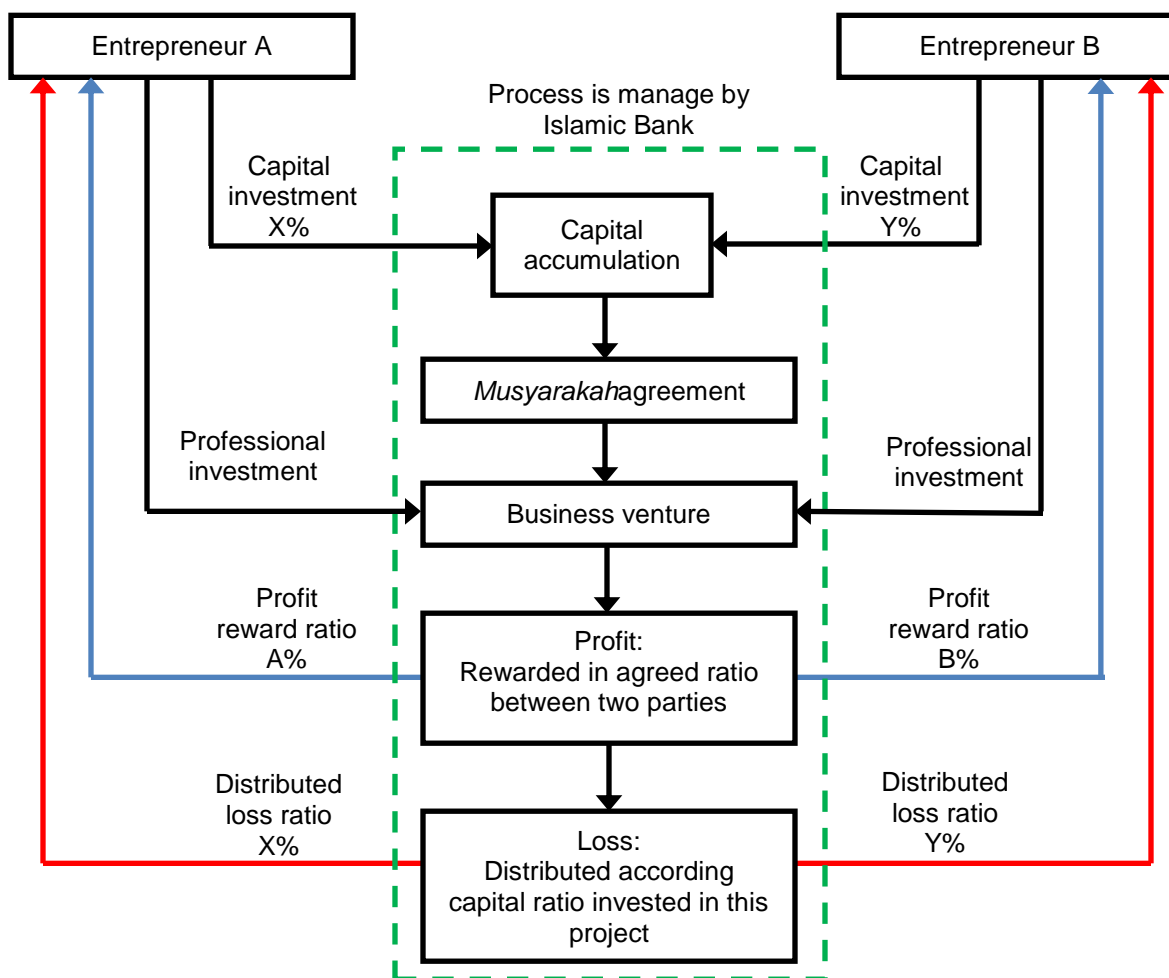 Entrepreneur A
Entrepreneur B
Process is manage by
Islamic Bank
Capital
investment
X%
Capital
investment
Y%
Capital
accumulation
Musyarakahagreement
Professional
investment
Professional
investment
Business venture
Profit
reward ratio
A%
Profit:
Rewarded in agreed ratio
between two parties
Profit
reward ratio
B%
Distributed
loss ratio
X%
Loss:
Distributed according
capital ratio invested in this
project
Distributed
loss ratio
Y%